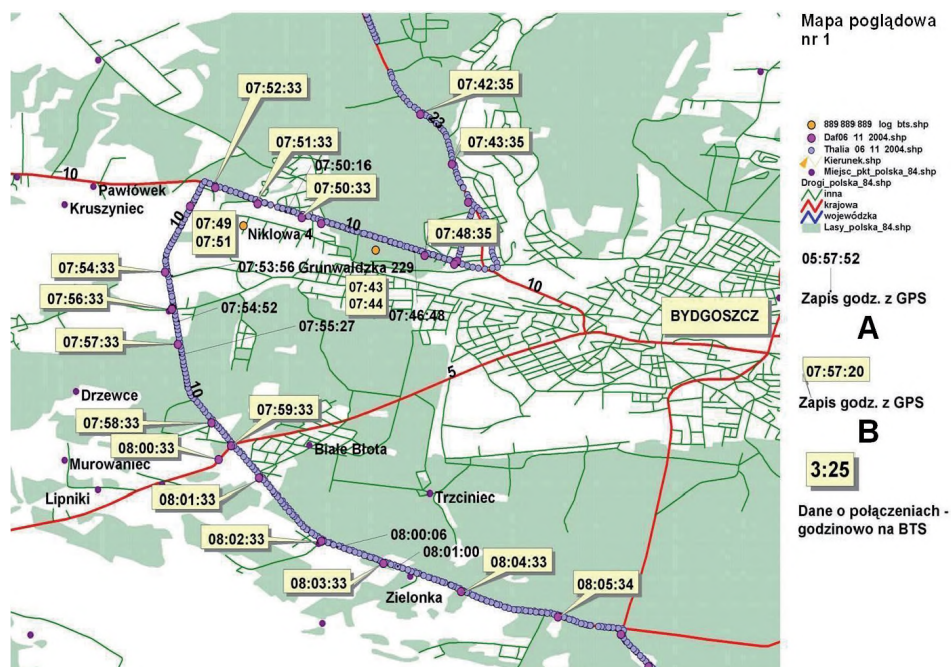 Mapa poglądowa
nr 1
889 889 889 log bts.shp
Daf06 11 2004.shp
Thalia 06 11 2004.shp
Kierunek.shp
Miejsc_pkt_polska_84.shp
Drogi_polska_84.shp
inna
krajowa
wojewódzka
Lasy_polska_84.shp
05:57:52
Zapis godz. z GPS
A
07:57:20
Zapis godz. z GPS
B
3:25
Dane o połączeniach -
godzinowo na BTS
07:52:33
07:42:35
23
07:51:33
07:43:35
07:50:16
10
Pawłówek
07:50:33
Kruszyniec
10
07:49
07:51
Niklowa 4
10
07:48:35
07:54:33
07:53:56
Grunwaldzka 229
07:43
07:44
10
07:56:33
07:54:52
07:46:48
BYDGOSZCZ
07:55:27
07:57:33
5
10
Drzewce
07:58:33
07:59:33
08:00:33
Białe Błota
Murowaniec
Lipniki
08:01:33
Trzciniec
08:02:33
08:00:06
08:01:00
08:03:33
08:04:33
Zielonka
08:05:34